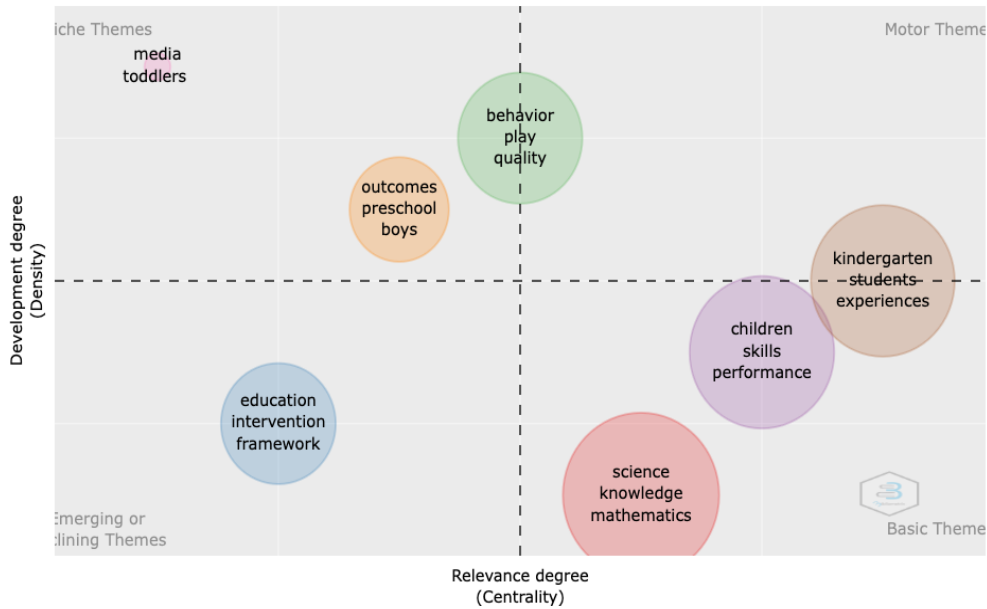 iche Themes
Motor Theme
media
toddlers
behavior
play
quality
outcomes
preschool
boys
kindergarten
students
experiences
children
skills
performance
education
intervention
framework
science
knowledge
mathematics
Emerging or
clining Themes
Basic Theme
Development degree
(Density)
Relevance degree
(Centrality)